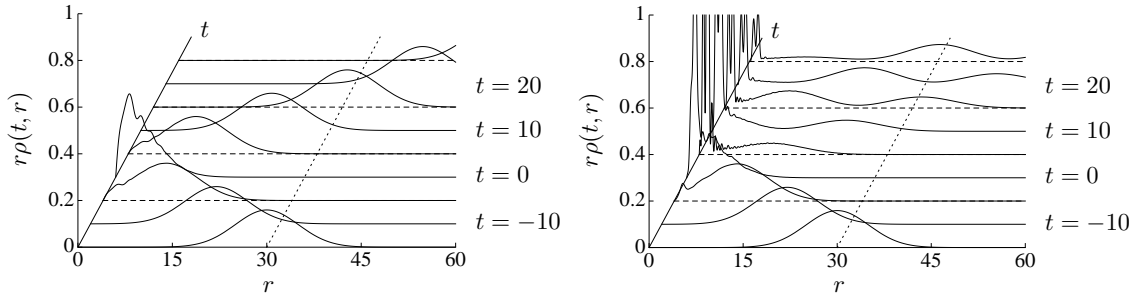 1
0.8
0.6
0.4
0.2
0
rρ(t, r)
t
t = 20
t = 10
t = 0
t = −10
0 15 30 45 60
r
1
0.8
0.6
0.4
0.2
0
rρ(t, r)
t
t = 20
t = 10
t = 0
t = −10
0 15 30 45 60
r